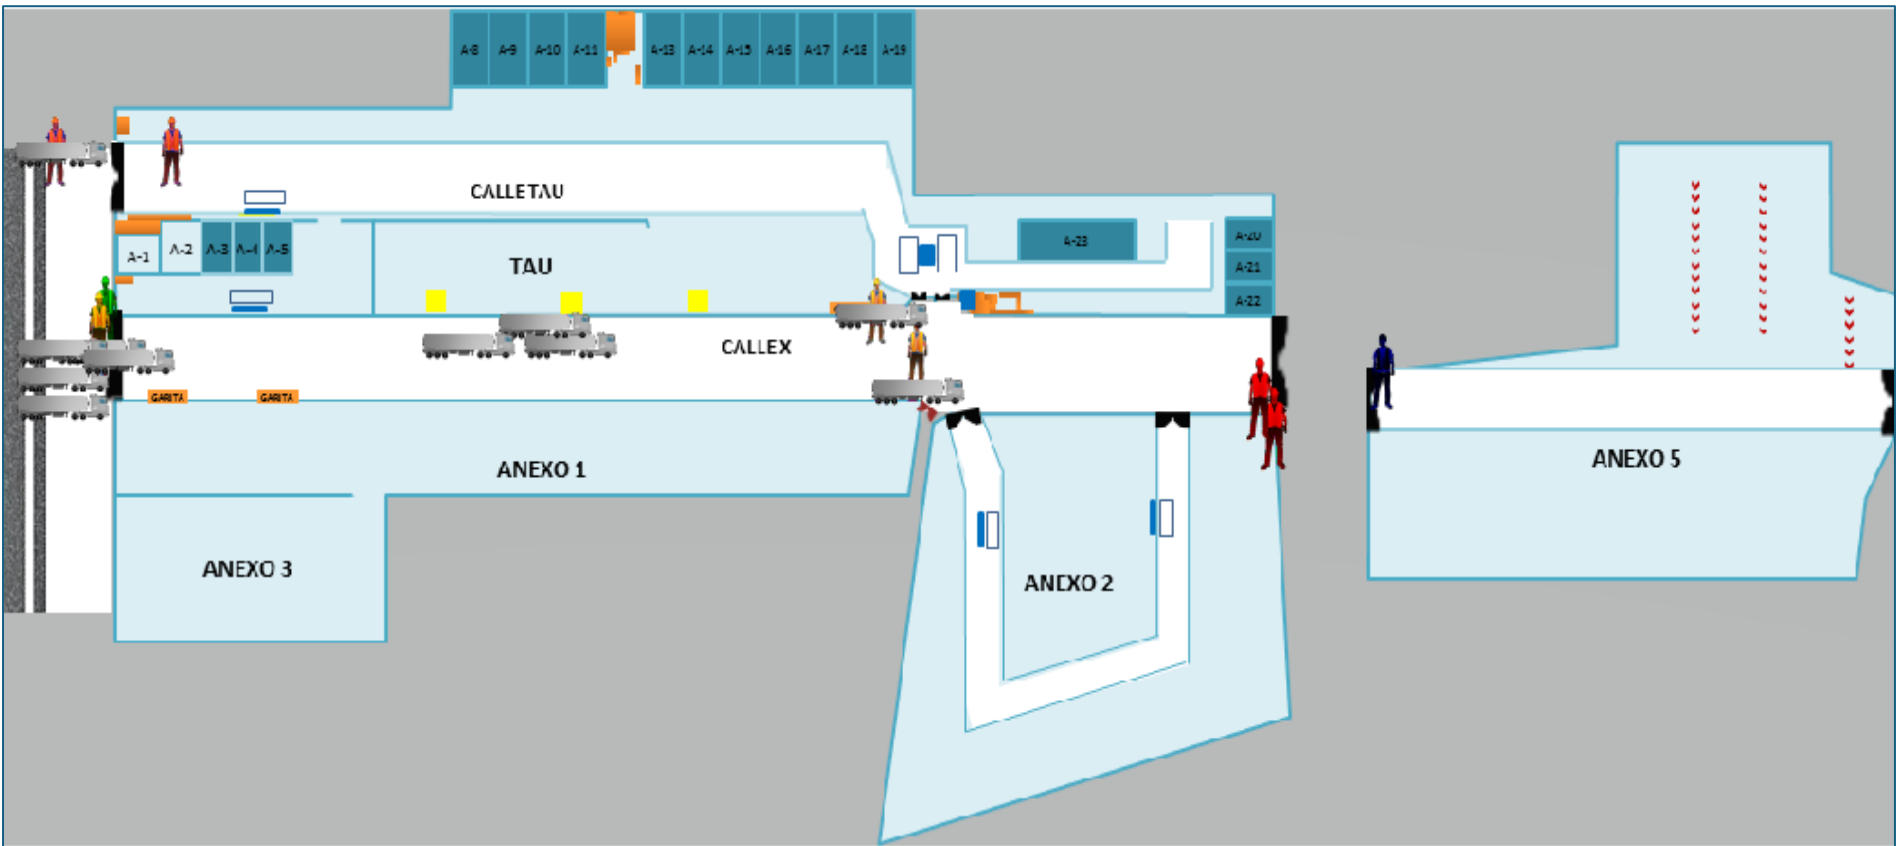 A-8 A-9 A-10 A-11 A-13 A-14 A-15 A-16 A-17 A-18 A-19
CALLETAU
A-1 A-2 A-3 A-4 A-5
A-23
A-20
A-21
A-22
TAU
CALLEX
GARITA GARITA
ANEXO 1
ANEXO 5
ANEXO 3
ANEXO 2